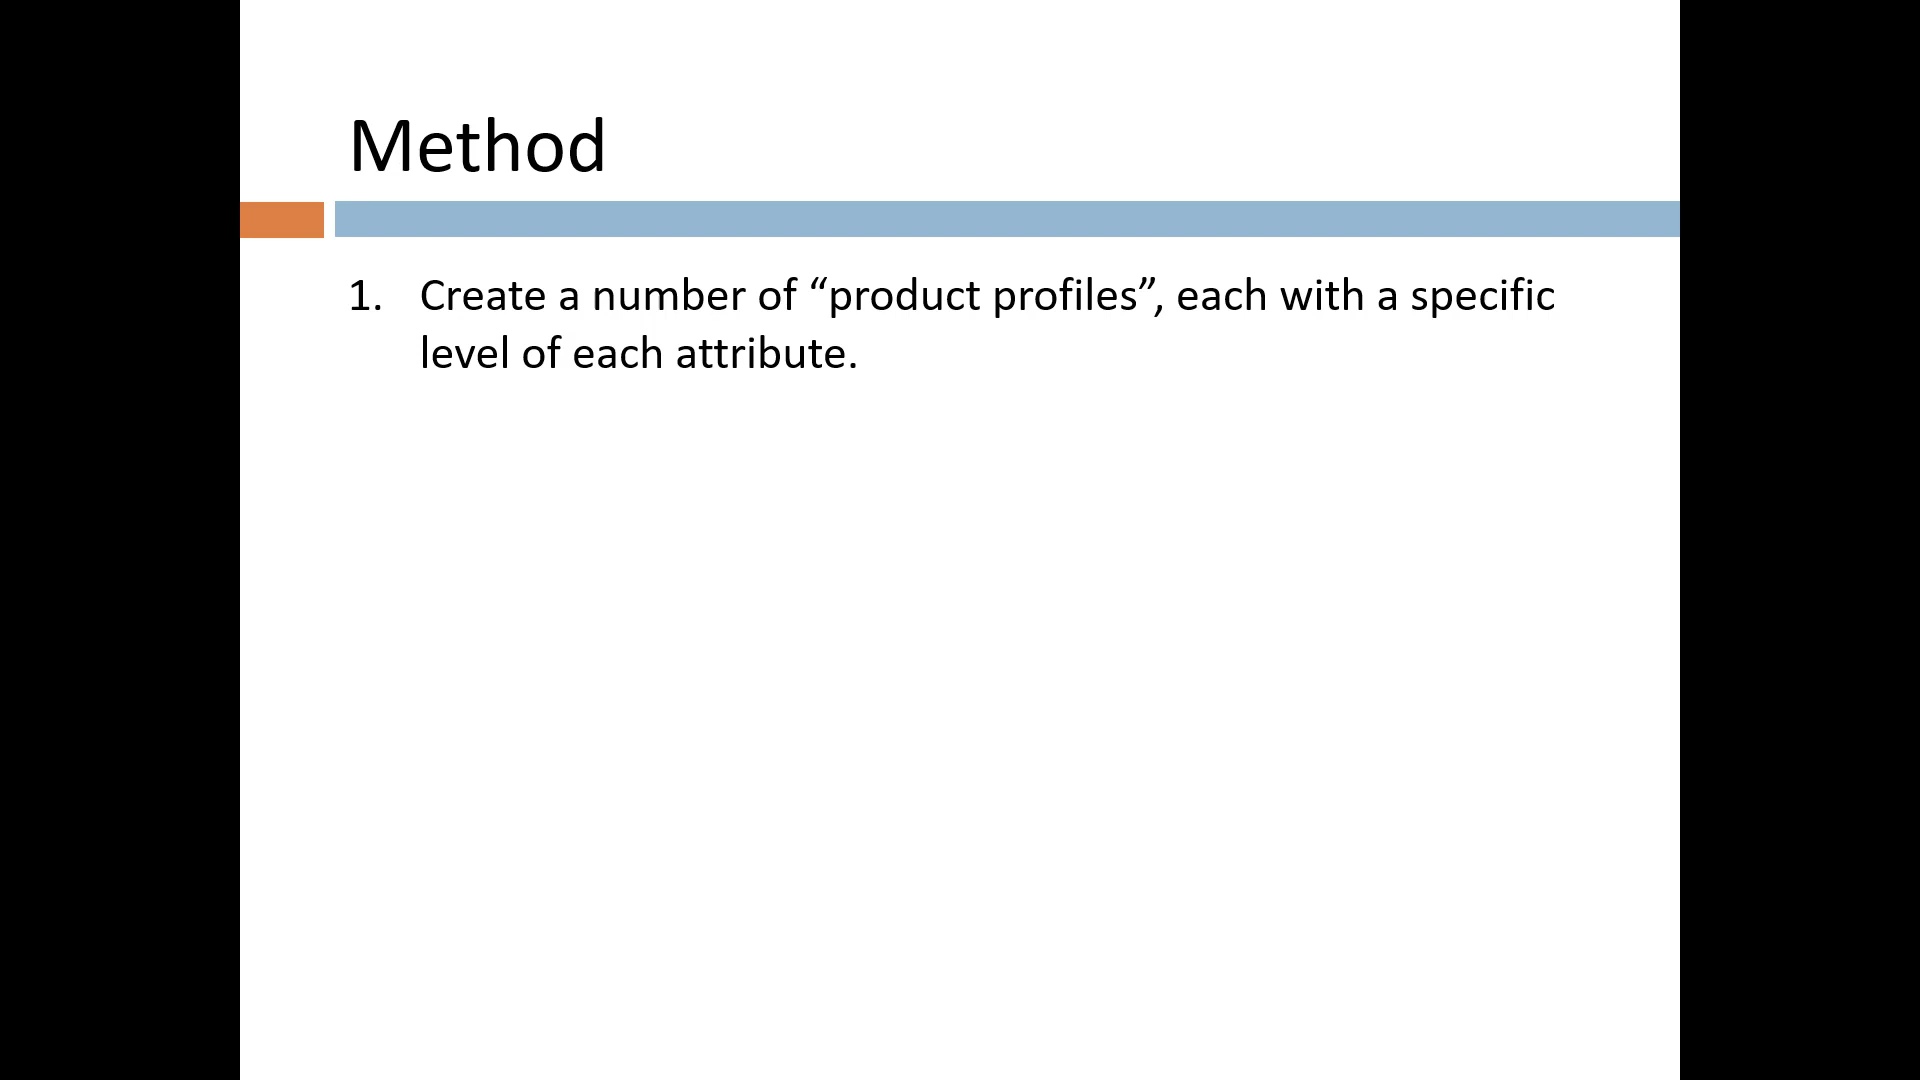 Method
1. Create a number of “product profiles”, each with a specific
level of each attribute.